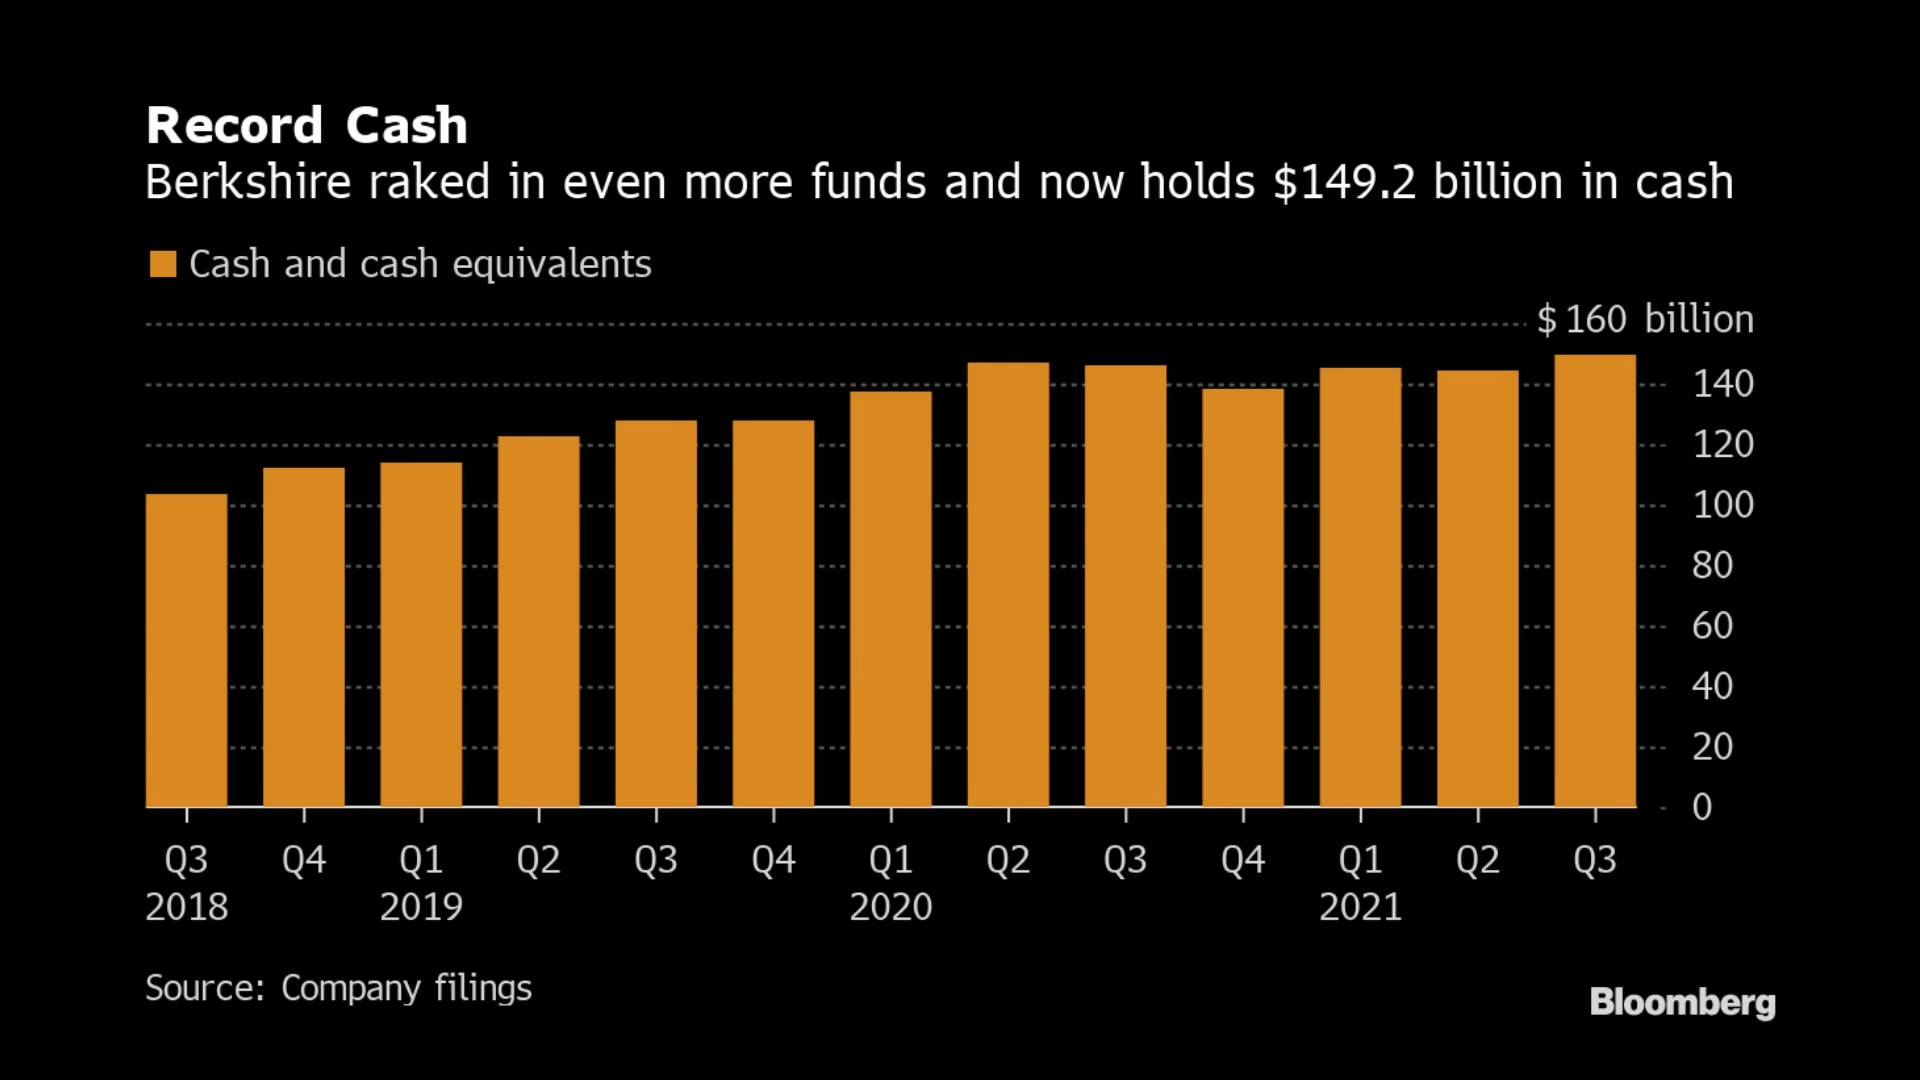 Record Cash
Berkshire raked in even more funds and now holds $149.2 billion in cash
Cash and cash equivalents
$160 billion
140
120
100
80
60
40
20
0
Q3 Q4 Q1 Q2 Q3 Q4 Q1 Q2 Q3 Q4 Q1 Q2 Q3
2018 2019 2020 2021
Source: Company filings
Bloomberg